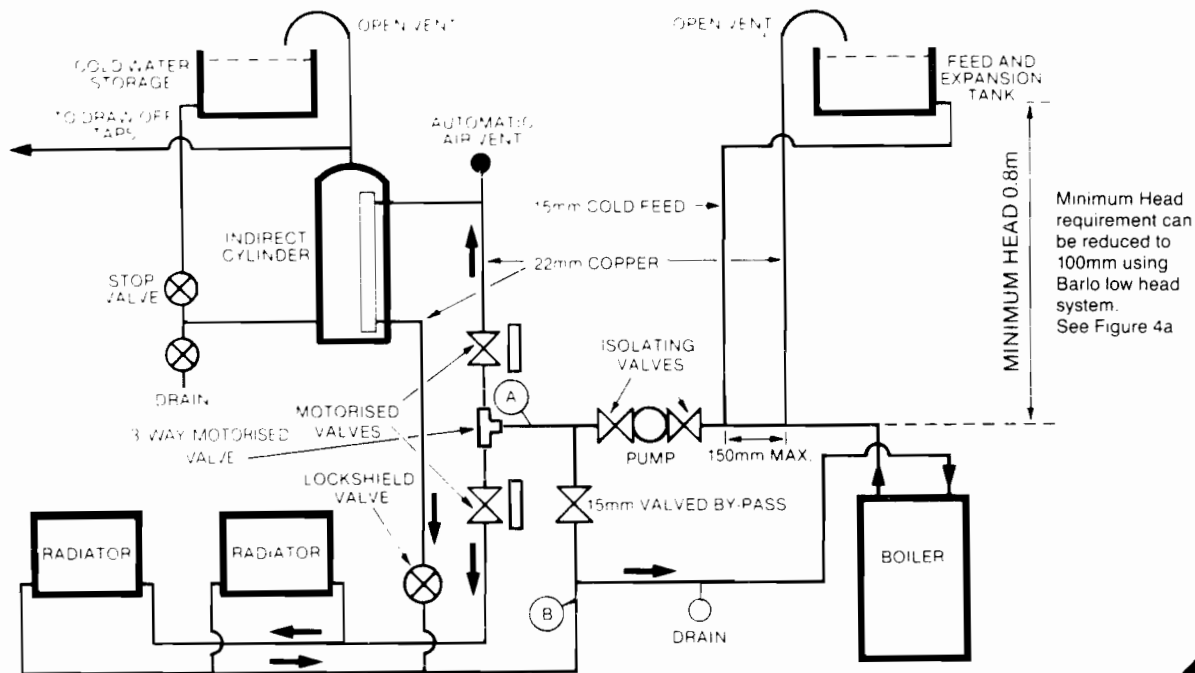 OPEN VENT
OPEN VENT
COLD WATER
STORAGE
FEED AND
EXPANSION
TANK
TO DRAW OFF
TAPS
AUTOMATIC
AIR VENT
MINIMUM HEAD 0.8m
Minimum Head
requirement can
be reduced to
100mm using
Barlo low head
system.
See Figure 4a
15mm COLD FEED
INDIRECT
CYLINDER
22mm COPPER
STOP
VALVE
ISOLATING
VALVES
DRAIN
A
MOTORISED
VALVES
3 WAY MOTORISED
VALVE
PUMP
150mm MAX.
LOCKSHIELD
VALVE
15mm VALVED BY-PASS
RADIATOR
RADIATOR
BOILER
B
DRAIN